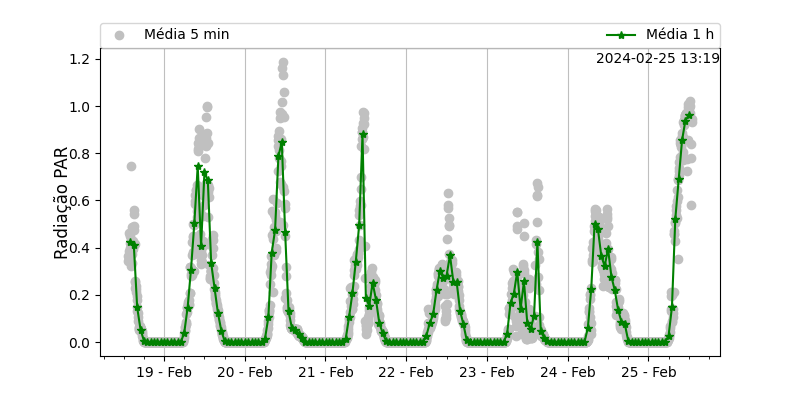 Média 5 min
Média 1 h
2024-02-25 13:19
Radiação PAR
1.2
1.0
0.8
0.6
0.4
0.2
0.0
19 - Feb
20 - Feb
21 - Feb
22 - Feb
23 - Feb
24 - Feb
25 - Feb